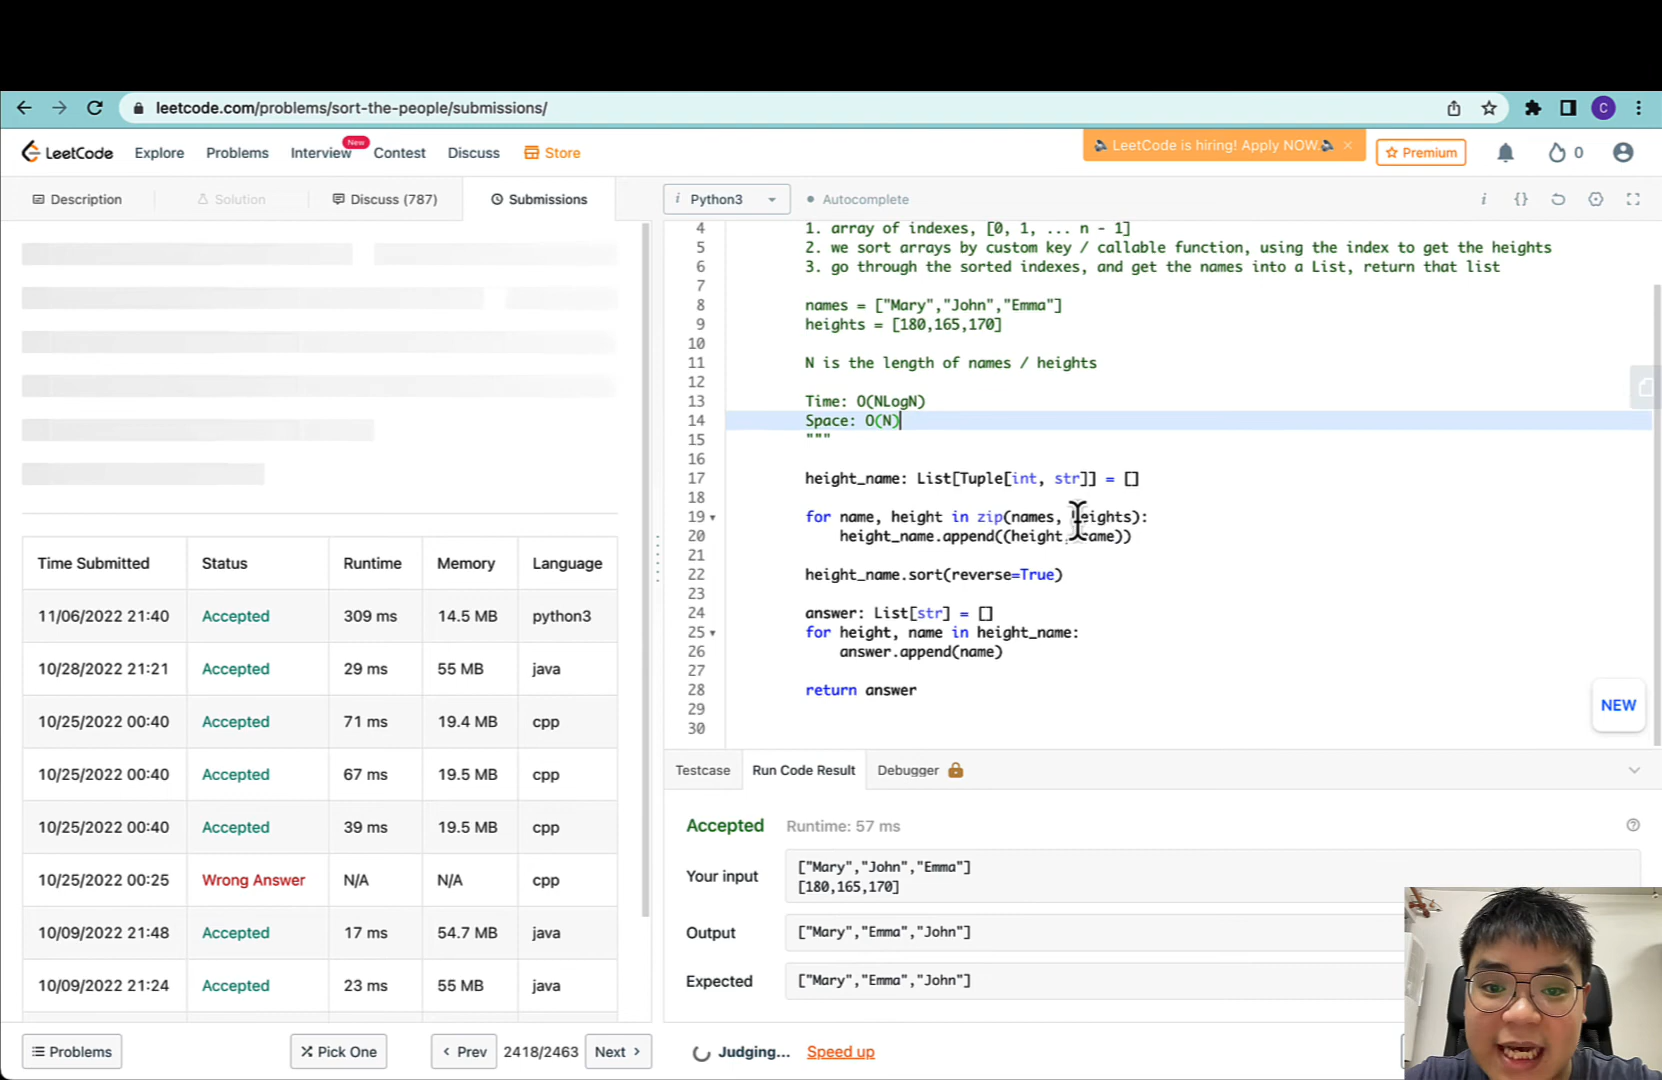 leetcode.com/problems/sort-the-people/submissions/
C
LeetCode Explore Problems Interview New Contest Discuss Store
LeetCode is hiring! Apply NOW × Premium 0
Description Solution Discuss (787) Submissions
i Python3 Autocomplete i {}
4 1. array of indexes, [0, 1, ... n - 1]
5 2. we sort arrays by custom key / callable function, using the index to get the heights
6 3. go through the sorted indexes, and get the names into a List, return that list
7
8 names = ["Mary","John","Emma"]
9 heights = [180,165,170]
10
11 N is the length of names / heights
12
13 Time: O(NLogN)
14 Space: O(N)
15 """
16
17 height_name: List[Tuple[int, str]] = []
18
19 for name, height in zip(names, heights):
20 height_name.append((height, name))
21
22 height_name.sort(reverse=True)
23
24 answer: List[str] = []
25 for height, name in height_name:
26 answer.append(name)
27
28 return answer
29
30
NEW
Time Submitted Status Runtime Memory Language
11/06/2022 21:40 Accepted 309 ms 14.5 MB python3
10/28/2022 21:21 Accepted 29 ms 55 MB java
10/25/2022 00:40 Accepted 71 ms 19.4 MB cpp
10/25/2022 00:40 Accepted 67 ms 19.5 MB cpp
10/25/2022 00:40 Accepted 39 ms 19.5 MB cpp
10/25/2022 00:25 Wrong Answer N/A N/A cpp
10/09/2022 21:48 Accepted 17 ms 54.7 MB java
10/09/2022 21:24 Accepted 23 ms 55 MB java
Testcase Run Code Result Debugger
Accepted Runtime: 57 ms
Your input ["Mary","John","Emma"]
[180,165,170]
Output ["Mary","Emma","John"]
Expected ["Mary","Emma","John"]
Problems Pick One Prev 2418/2463 Next Judging... Speed up